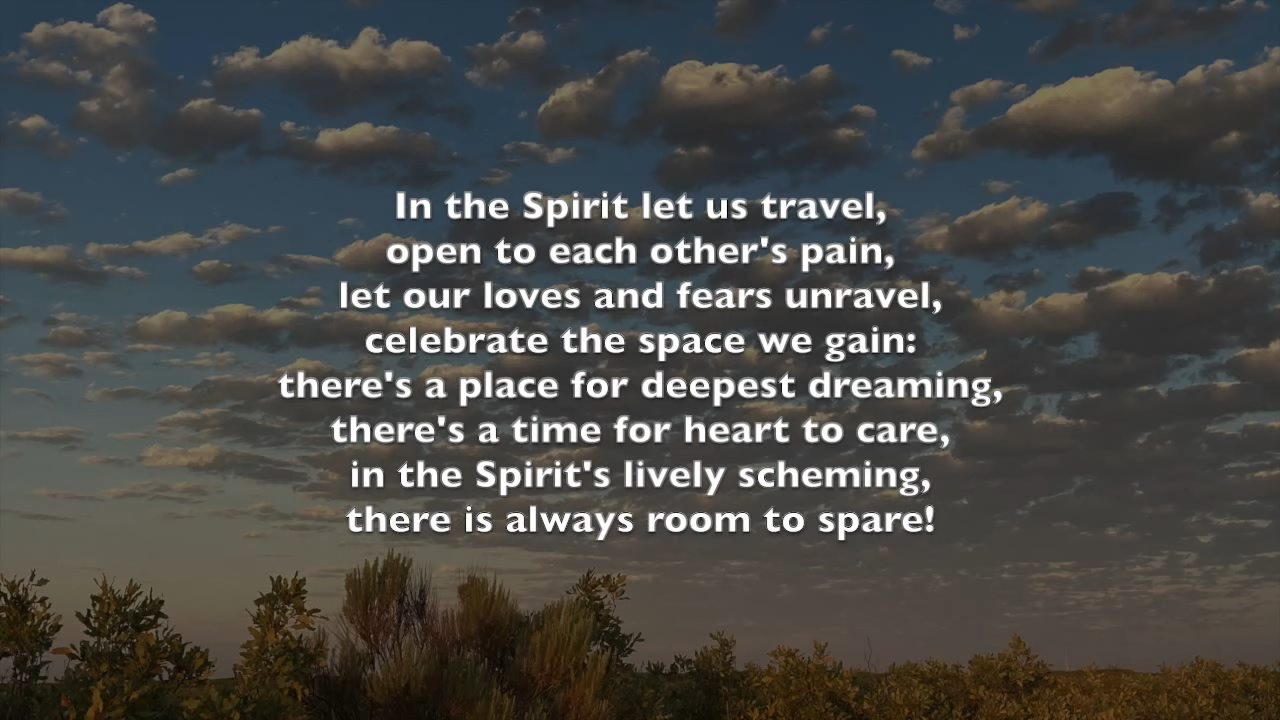 In the Spirit let us travel,
open to each other's pain,
let our loves and fears unravel,
celebrate the space we gain:
there's a place for deepest dreaming,
there's a time for heart to care,
in the Spirit's lively scheming,
there is always room to spare!